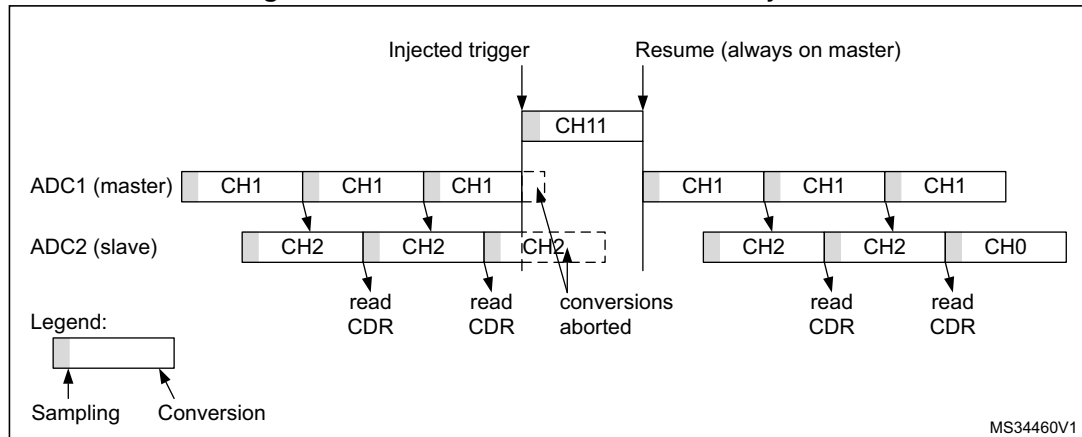 Injected trigger
Resume (always on master)
CH11
ADC1 (master)
CH1
CH1
CH1
CH1
CH1
CH1
ADC2 (slave)
CH2
CH2
CH2
CH2
CH2
CH0
read
CDR
read
CDR
conversions
aborted
read
CDR
read
CDR
Legend:
Sampling
Conversion
MS34460V1